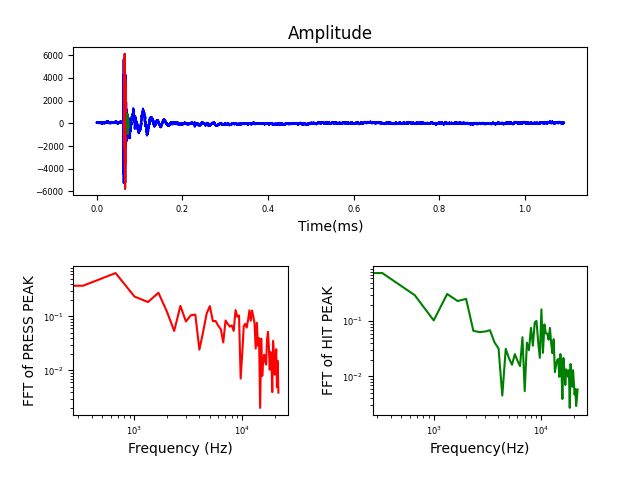 Amplitude
6000
4000
2000
0
−2000
−4000
−6000
0.0 0.2 0.4 0.6 0.8 1.0
Time(ms)
FFT of PRESS PEAK
10⁻¹
10⁻²
10³ 10⁴
Frequency (Hz)
FFT of HIT PEAK
10⁻¹
10⁻²
10³ 10⁴
Frequency(Hz)